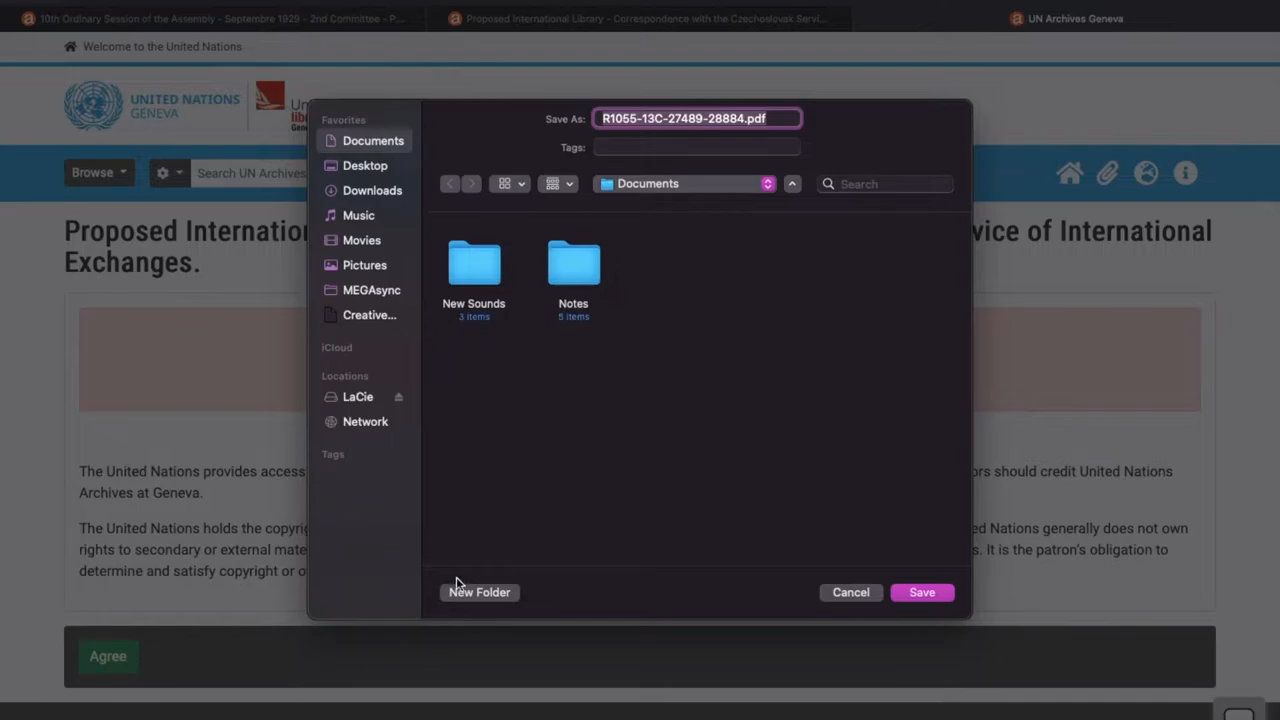 10th Ordinary Session of the Assembly - Septembre 1929 - 2nd Committee - P...
Proposed International Library - Correspondence with the Czechoslovak Servi...
UN Archives Geneva
Welcome to the United Nations
UNITED NATIONS
GENEVA
Un
libr
Gene
Browse
Search UN Archives
Proposed Internatio
vice of International
Exchanges.
Favorites
Documents
Desktop
Downloads
Music
Movies
Pictures
MEGAsync
Creative...
iCloud
Locations
LaCie
Network
Tags
Save As:
R1055-13C-27489-28884.pdf
Tags:
Documents
Search
New Sounds
3 items
Notes
5 items
New Folder
Cancel
Save
The United Nations provides access
ors should credit United Nations
Archives at Geneva.
The United Nations holds the copyrig
Nations generally does not own
rights to secondary or external mate
s. It is the patron's obligation to
determine and satisfy copyright or o
Agree